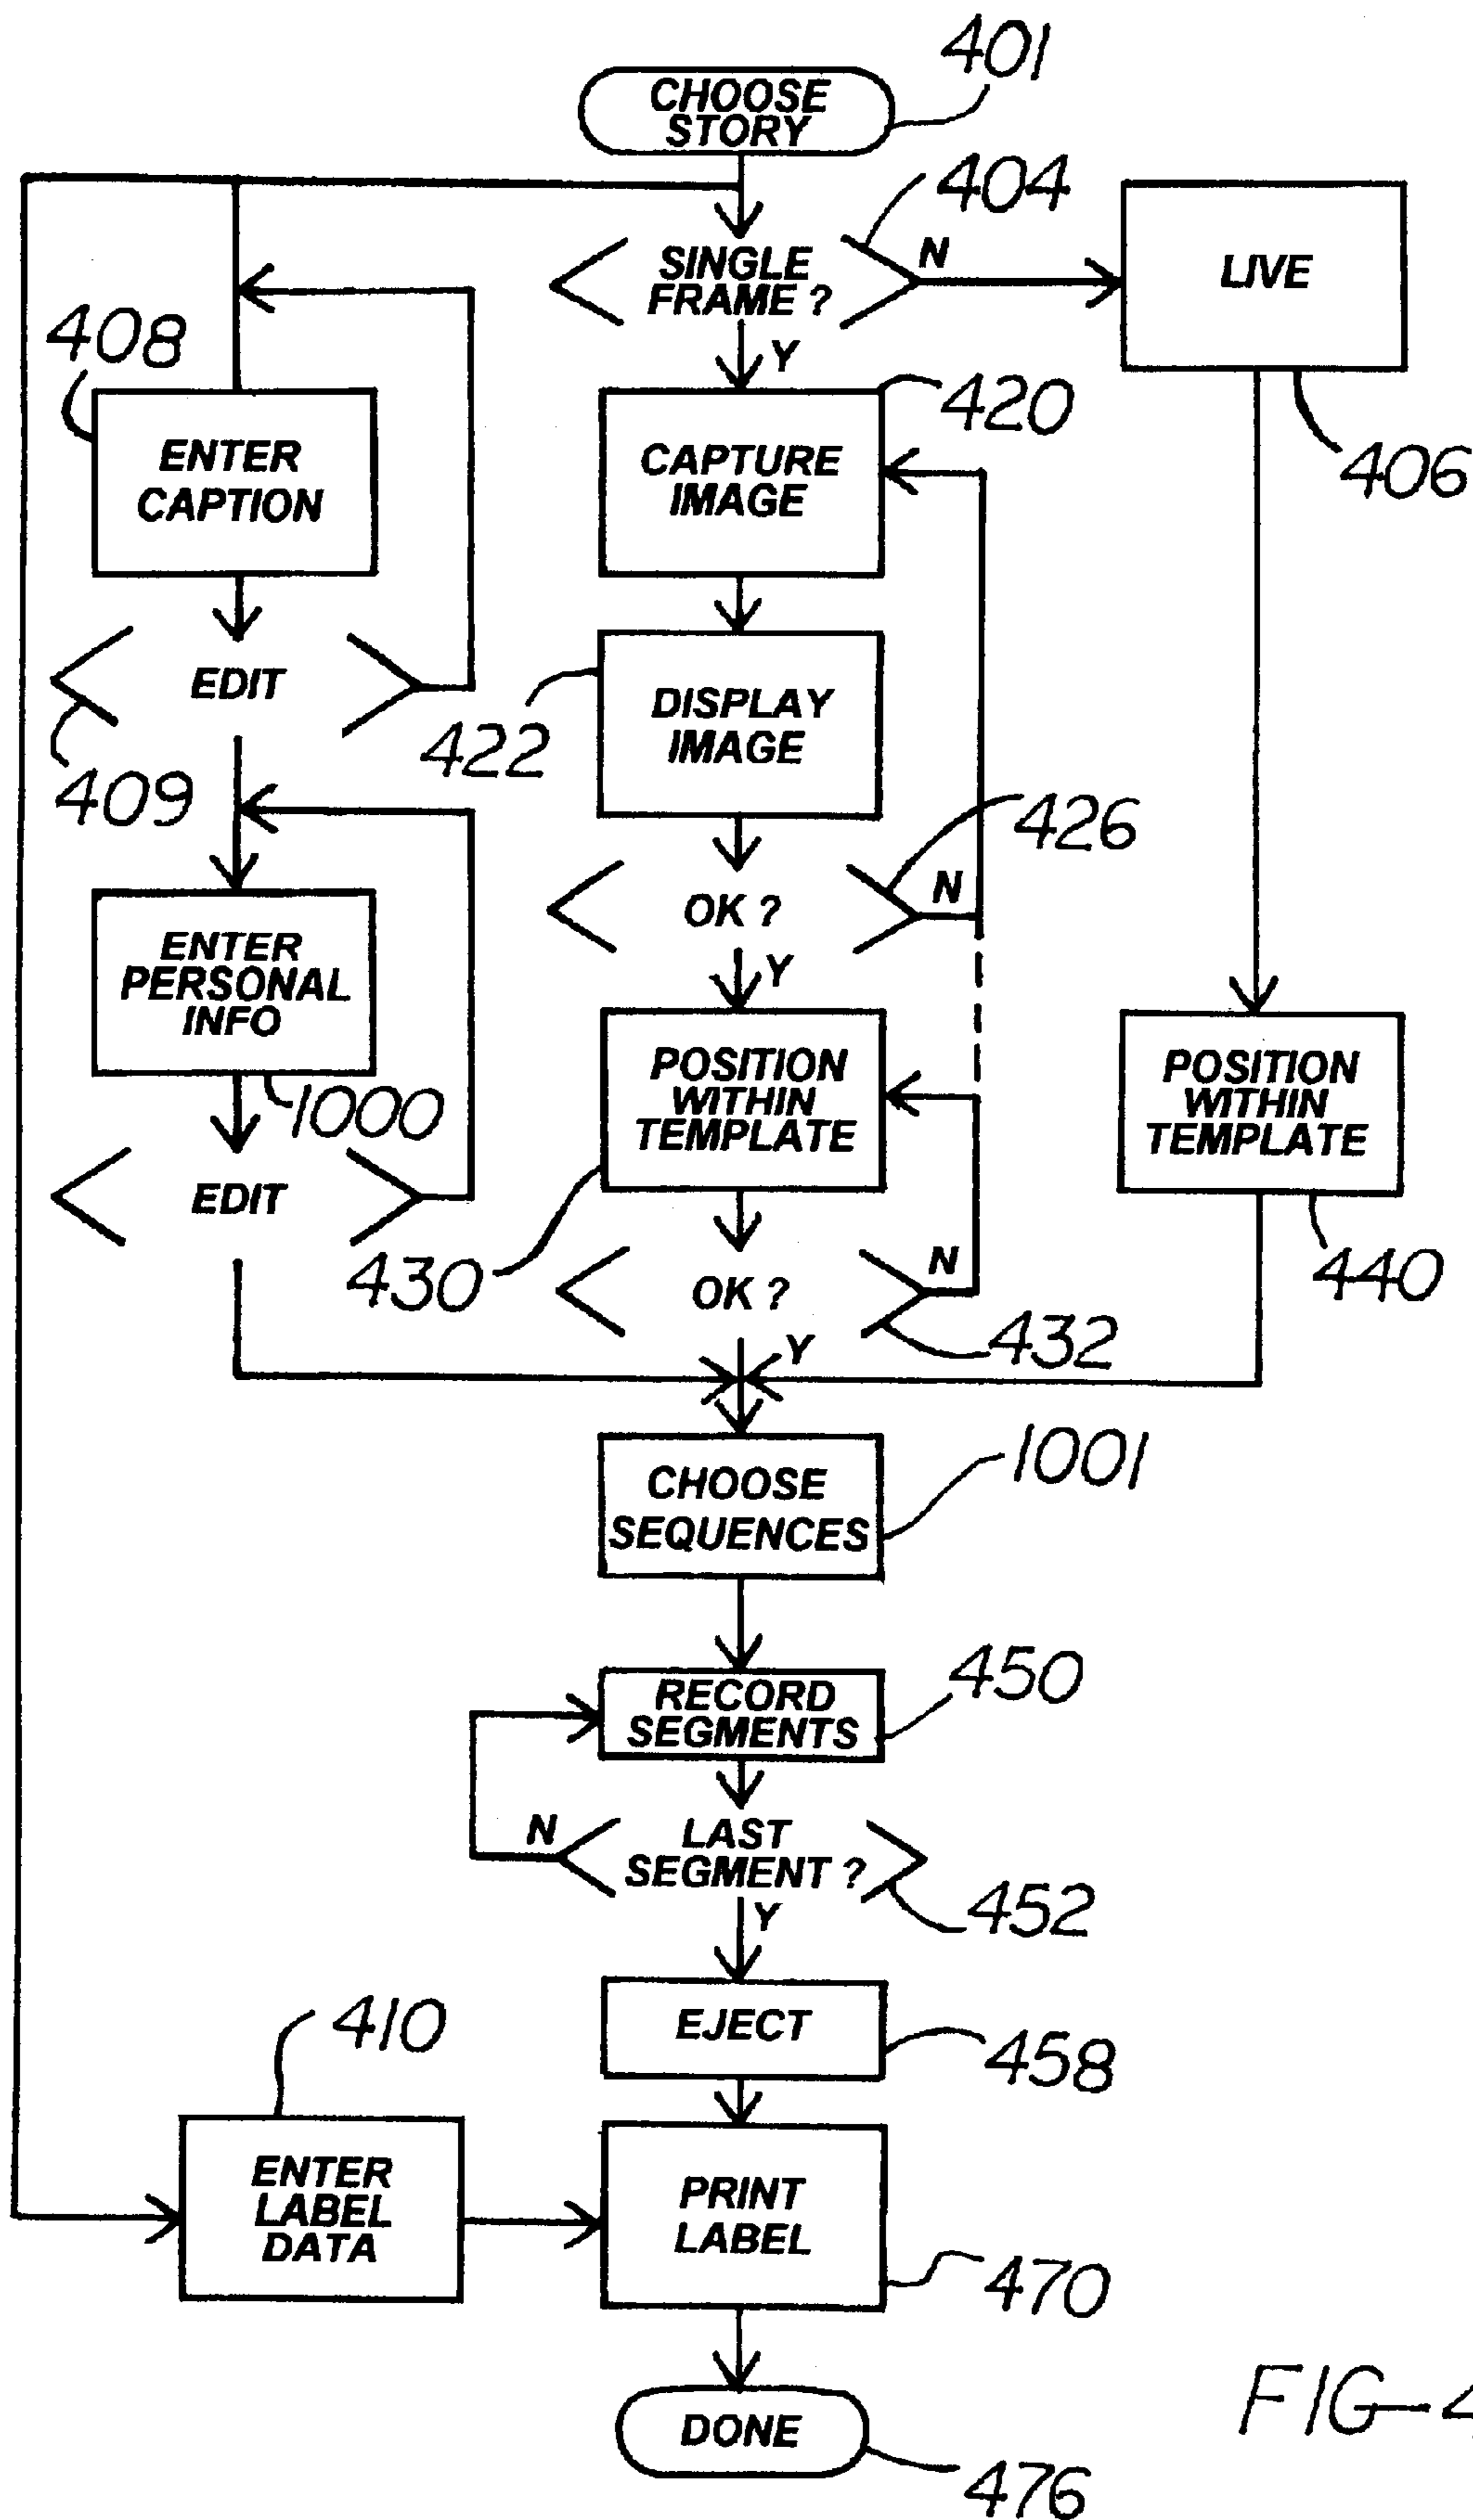 401
CHOOSE
STORY
404
SINGLE
FRAME ?
N
LIVE
Y
408
420
406
ENTER
CAPTION
CAPTURE
IMAGE
EDIT
409
422
DISPLAY
IMAGE
426
OK ?
N
Y
ENTER
PERSONAL
INFO
1000
POSITION
WITHIN
TEMPLATE
POSITION
WITHIN
TEMPLATE
EDIT
430
OK ?
N
440
432
Y
CHOOSE
SEQUENCES
1001
450
RECORD
SEGMENTS
N
LAST
SEGMENT ?
452
Y
EJECT
458
410
ENTER
LABEL
DATA
PRINT
LABEL
470
DONE
476
FIG-4